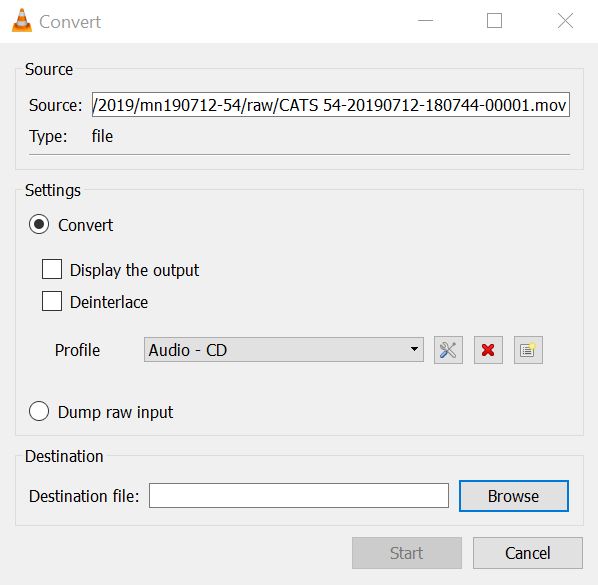 Convert
Source
Source: /2019/mn190712-54/raw/CATS 54-20190712-180744-00001.mov
Type: file
Settings
Convert
Display the output
Deinterlace
Profile Audio - CD
Dump raw input
Destination
Destination file: Browse
Start Cancel